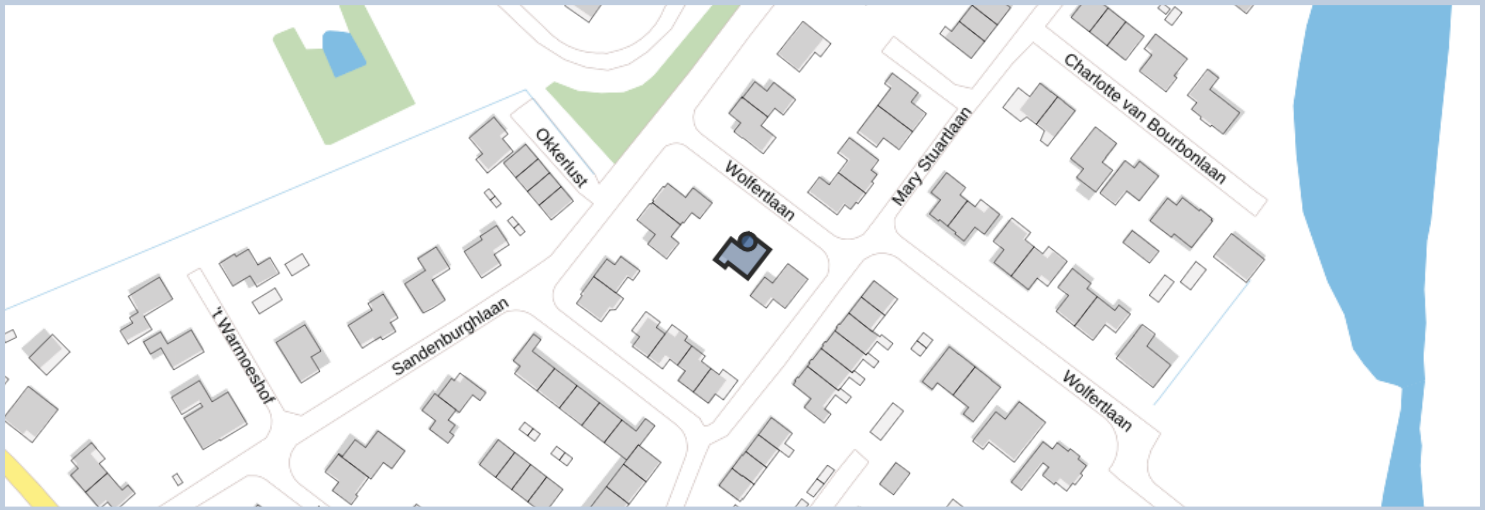 Charlotte van Bourbonlaan
Okkerlust
Mary Stuartlaan
Wolfertlaan
't Warmoeshof
Sandenburghlaan
Wolfertlaan